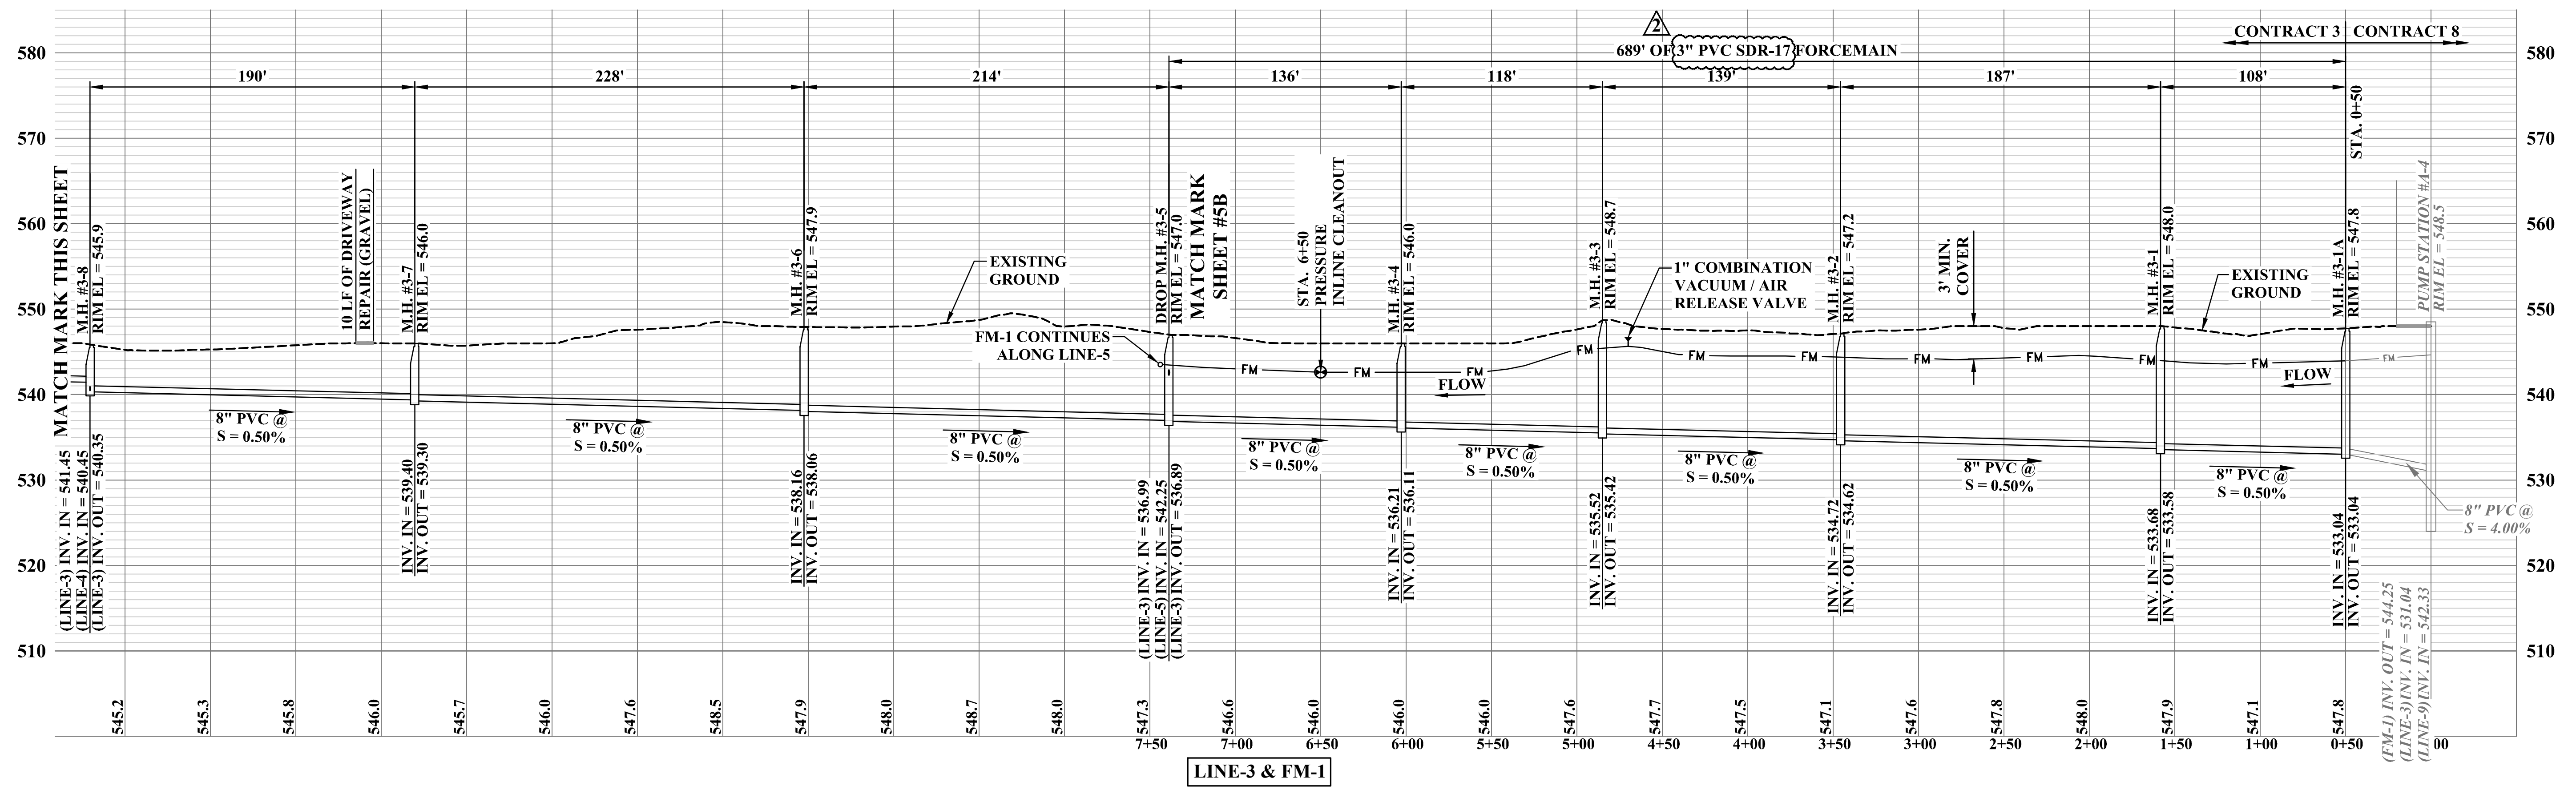 2
CONTRACT 3
CONTRACT 8
689' OF 3" PVC SDR-17 FORCEMAIN
190'
228'
214'
136'
118'
139'
187'
108'
580
570
560
550
540
530
520
510
580
570
560
550
540
530
520
510
MATCH MARK THIS SHEET
M.H. #3-8
RIM EL = 545.9
10 LF OF DRIVEWAY
REPAIR (GRAVEL)
M.H. #3-7
RIM EL = 546.0
M.H. #3-6
RIM EL = 547.9
EXISTING
GROUND
FM-1 CONTINUES
ALONG LINE-5
DROP M.H. #3-5
RIM EL = 547.0
MATCH MARK
SHEET #5B
STA. 6+50
PRESSURE
INLINE CLEANOUT
M.H. #3-4
RIM EL = 546.0
M.H. #3-3
RIM EL = 548.7
1" COMBINATION
VACUUM / AIR
RELEASE VALVE
M.H. #3-2
RIM EL = 547.2
3' MIN.
COVER
M.H. #3-1
RIM EL = 548.0
EXISTING
GROUND
STA. 0+50
M.H. #3-1A
RIM EL = 547.8
PUMP STATION #A-4
RIM EL = 548.5
FM
FM
FM
FM
FM
FM
FM
FM
FM
FM
FLOW
FLOW
8" PVC @
S = 0.50%
8" PVC @
S = 0.50%
8" PVC @
S = 0.50%
8" PVC @
S = 0.50%
8" PVC @
S = 0.50%
8" PVC @
S = 0.50%
8" PVC @
S = 0.50%
8" PVC @
S = 0.50%
8" PVC @
S = 4.00%
(LINE-3) INV. IN = 541.45
(LINE-4) INV. IN = 540.45
(LINE-3) INV. OUT = 540.35
INV. IN = 539.40
INV. OUT = 539.30
INV. IN = 538.16
INV. OUT = 538.06
(LINE-3) INV. IN = 536.99
(LINE-5) INV. IN = 542.25
(LINE-3) INV. OUT = 536.89
INV. IN = 536.21
INV. OUT = 536.11
INV. IN = 535.52
INV. OUT = 535.42
INV. IN = 534.72
INV. OUT = 534.62
INV. IN = 533.68
INV. OUT = 533.58
INV. IN = 533.04
INV. OUT = 533.04
(FM-1) INV. OUT = 544.25
(LINE-3) INV. IN = 531.04
(LINE-9) INV. IN = 542.33
545.2
545.3
545.8
546.0
545.7
546.0
547.6
548.5
547.9
548.0
548.7
548.0
547.3
546.6
546.0
546.0
546.0
547.6
547.7
547.5
547.1
547.6
547.8
548.0
547.9
547.1
547.8
7+50
7+00
6+50
6+00
5+50
5+00
4+50
4+00
3+50
3+00
2+50
2+00
1+50
1+00
0+50
00
LINE-3 & FM-1